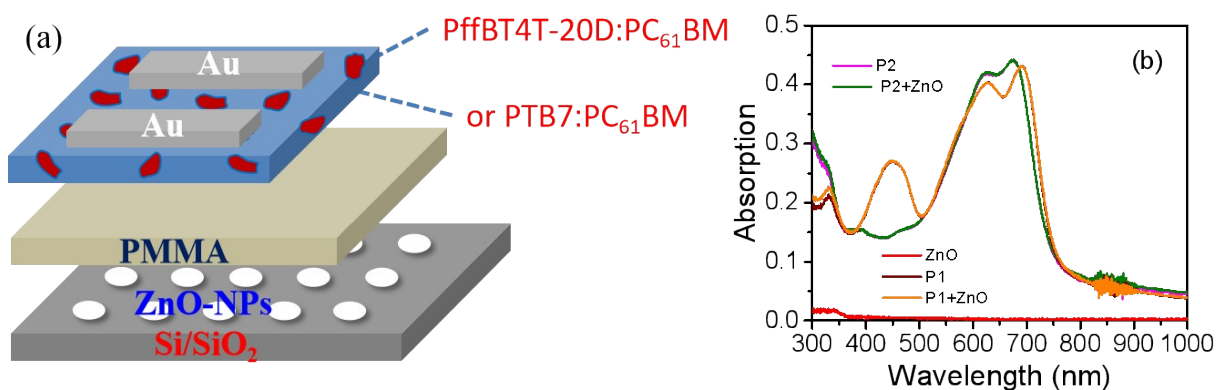 (a)
PffBT4T-20D:PC61BM
or PTB7:PC61BM
Au
Au
PMMA
ZnO-NPs
Si/SiO2
(b)
P2
P2+ZnO
ZnO
P1
P1+ZnO
Absorption
0.5
0.4
0.3
0.2
0.1
0.0
300 400 500 600 700 800 900 1000
Wavelength (nm)